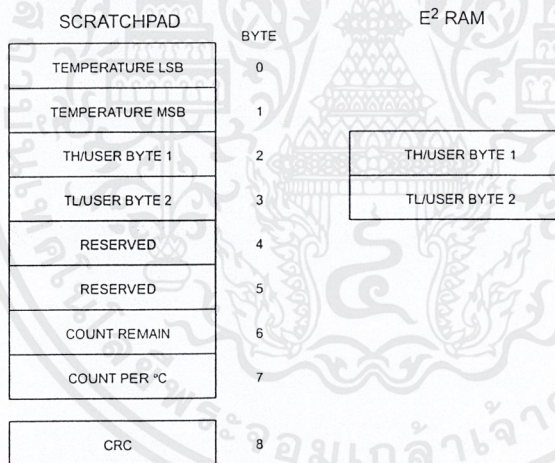 SCRATCHPAD
BYTE
E² RAM
TEMPERATURE LSB 0
TEMPERATURE MSB 1
TH/USER BYTE 1 2 TH/USER BYTE 1
TL/USER BYTE 2 3 TL/USER BYTE 2
RESERVED 4
RESERVED 5
COUNT REMAIN 6
COUNT PER °C 7
CRC 8